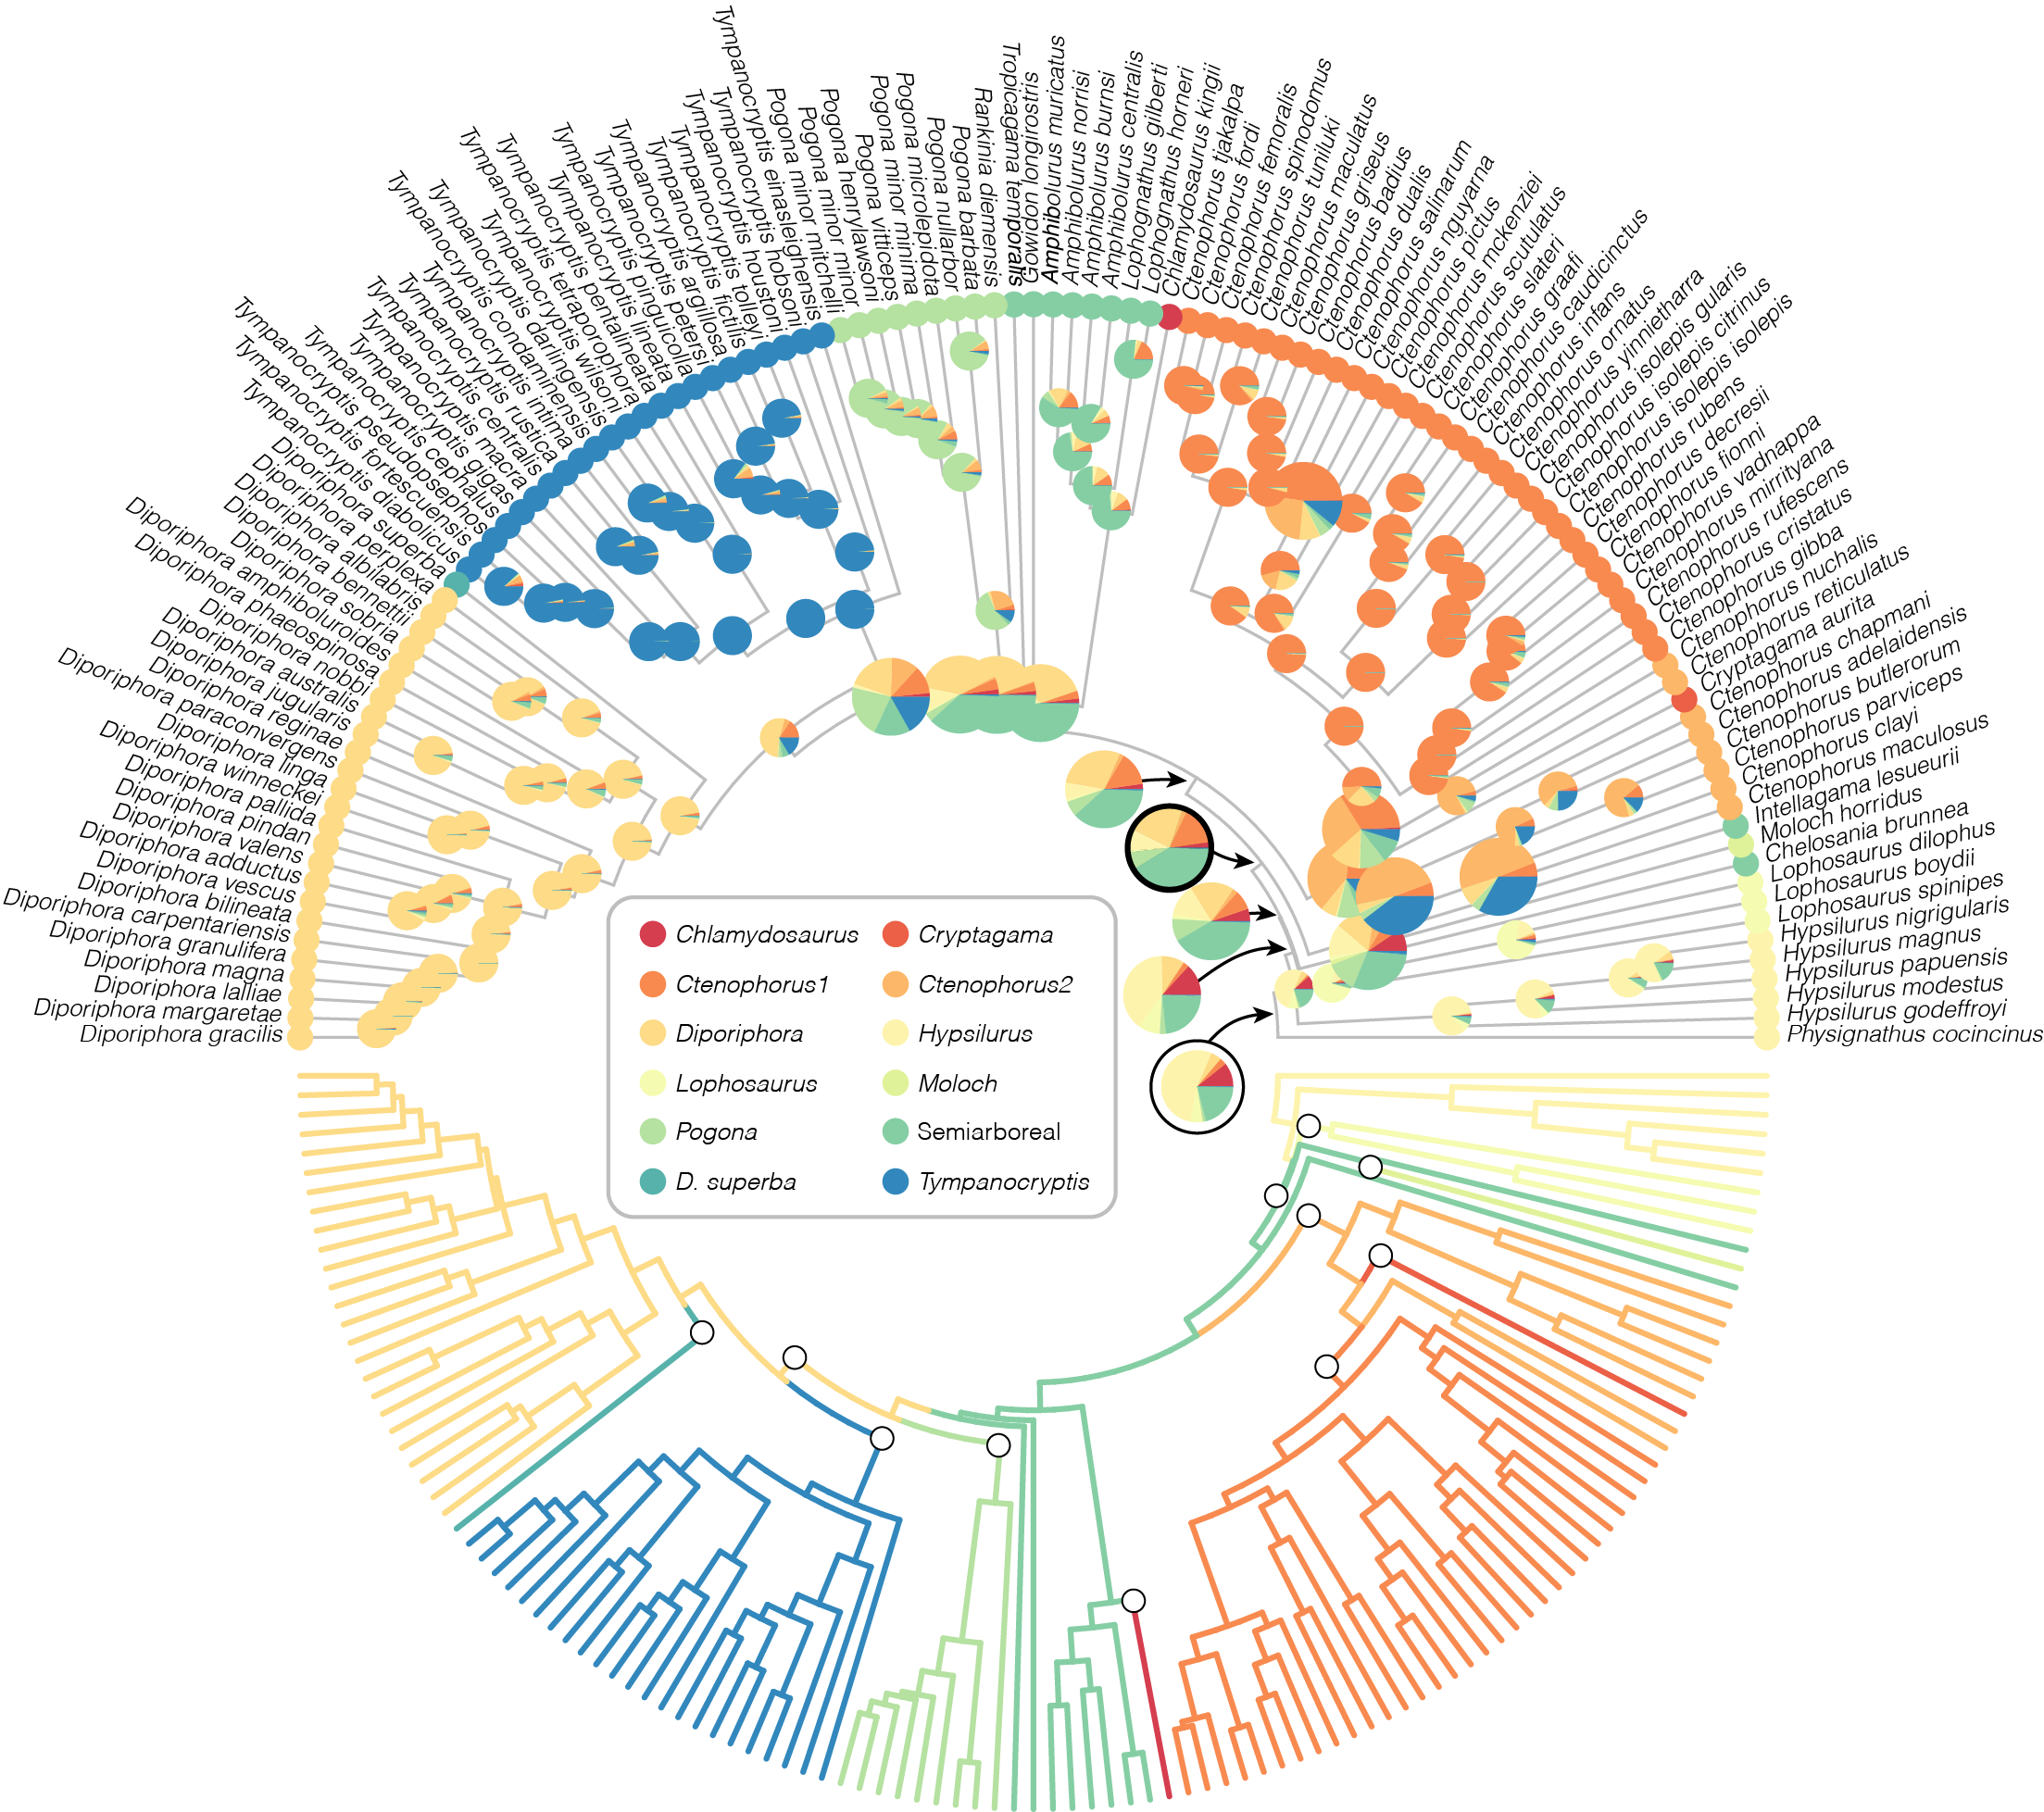 Diporiphora gracilis
Diporiphora margaretae
Diporiphora lalliae
Diporiphora magna
Diporiphora granulifera
Diporiphora carpentariensis
Diporiphora bilineata
Diporiphora vescus
Diporiphora adductus
Diporiphora valens
Diporiphora pindan
Diporiphora pallida
Diporiphora winneckei
Diporiphora linga
Diporiphora paraconvergens
Diporiphora reginae
Diporiphora jugularis
Diporiphora australis
Diporiphora nobbi
Diporiphora phaeospinosa
Diporiphora amphiboluroides
Diporiphora sobria
Diporiphora bennettii
Diporiphora albilabris
Diporiphora perplexa
Diporiphora superba
Tympanocryptis diabolicus
Tympanocryptis fortescuensis
Tympanocryptis pseudopsephos
Tympanocryptis cephalus
Tympanocryptis gigas
Tympanocryptis macra
Tympanocryptis centralis
Tympanocryptis rustica
Tympanocryptis intima
Tympanocryptis condaminensis
Tympanocryptis darlingensis
Tympanocryptis wilsoni
Tympanocryptis tetraporophora
Tympanocryptis pentalineata
Tympanocryptis lineata
Tympanocryptis pinguicolla
Tympanocryptis petersi
Tympanocryptis argillosa
Tympanocryptis fictilis
Tympanocryptis tolleyi
Tympanocryptis houstoni
Tympanocryptis hobsoni
Tympanocryptis einasleighensis
Pogona minor mitchelli
Pogona minor minor
Pogona henrylawsoni
Pogona vitticeps
Pogona minor minima
Pogona microlepidota
Pogona nullarbor
Pogona barbata
Rankinia diemensis
Tropicagama temporalis
Gowidon longirostris
Amphibolurus muricatus
Amphibolurus norrisi
Amphibolurus burnsi
Amphibolurus centralis
Lophognathus gilberti
Lophognathus horneri
Chlamydosaurus kingii
Ctenophorus tjakalpa
Ctenophorus fordi
Ctenophorus femoralis
Ctenophorus spinodomus
Ctenophorus tuniluki
Ctenophorus maculatus
Ctenophorus griseus
Ctenophorus badius
Ctenophorus dualis
Ctenophorus salinarum
Ctenophorus nguyarna
Ctenophorus pictus
Ctenophorus mckenziei
Ctenophorus scutulatus
Ctenophorus slateri
Ctenophorus graafi
Ctenophorus caudicinctus
Ctenophorus infans
Ctenophorus ornatus
Ctenophorus yinnietharra
Ctenophorus isolepis gularis
Ctenophorus isolepis citrinus
Ctenophorus isolepis isolepis
Ctenophorus rubens
Ctenophorus decresii
Ctenophorus fionni
Ctenophorus vadnappa
Ctenophorus mirrityana
Ctenophorus rufescens
Ctenophorus cristatus
Ctenophorus gibba
Ctenophorus nuchalis
Ctenophorus reticulatus
Cryptagama aurita
Ctenophorus chapmani
Ctenophorus adelaidensis
Ctenophorus butlerorum
Ctenophorus parviceps
Ctenophorus clayi
Ctenophorus maculosus
Intellagama lesueurii
Moloch horridus
Chelosania brunnea
Lophosaurus dilophus
Lophosaurus boydii
Lophosaurus spinipes
Hypsilurus nigrigularis
Hypsilurus magnus
Hypsilurus papuensis
Hypsilurus modestus
Hypsilurus godeffroyi
Physignathus cocincinus
Chlamydosaurus
Cryptagama
Ctenophorus1
Ctenophorus2
Diporiphora
Hypsilurus
Lophosaurus
Moloch
Pogona
Semiarboreal
D. superba
Tympanocryptis